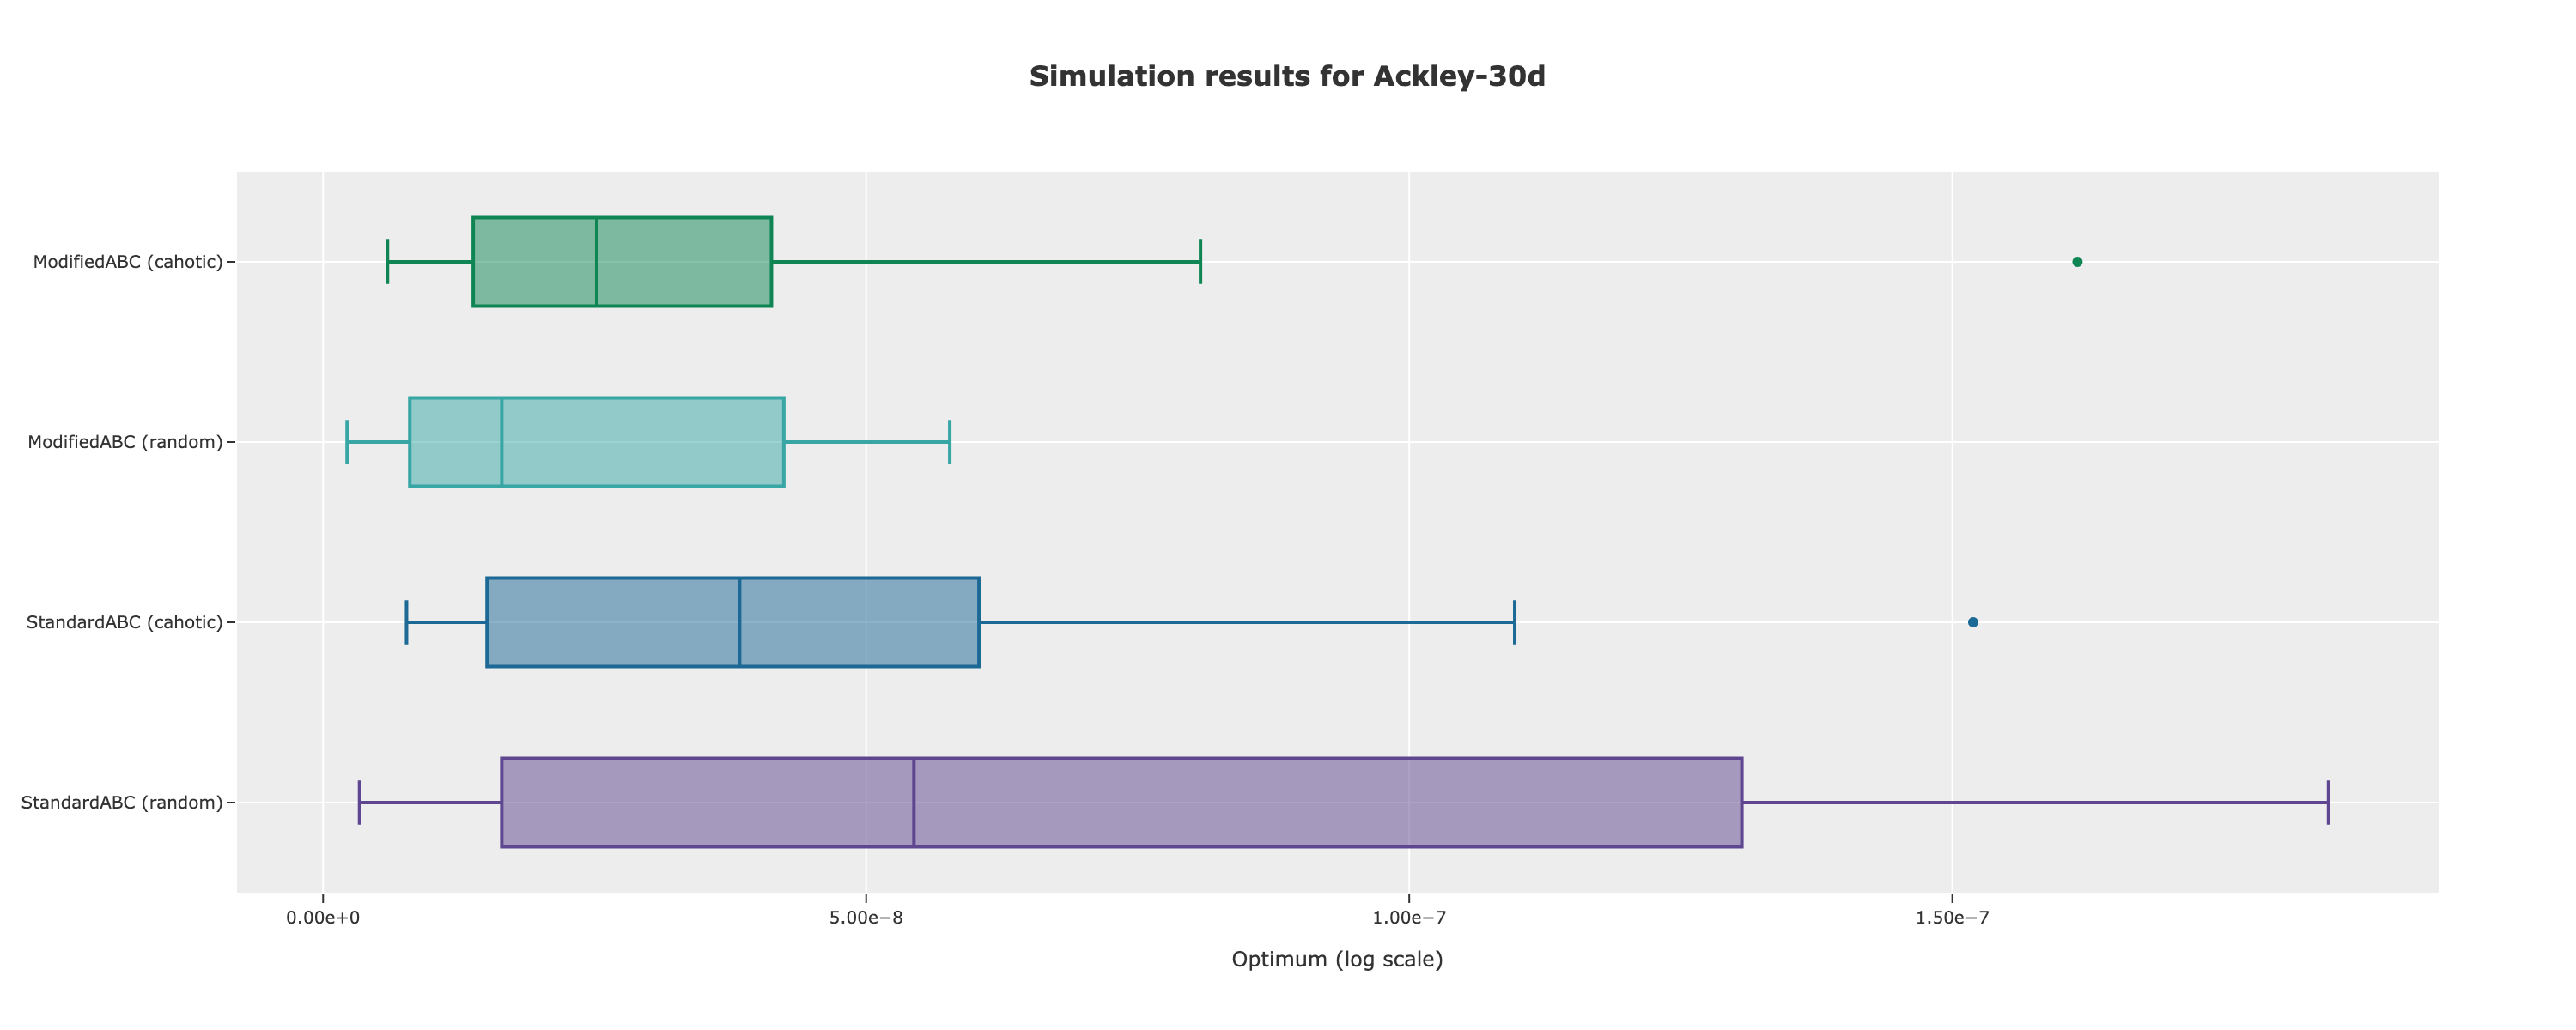 Simulation results for Ackley-30d
ModifiedABC (cahotic)
ModifiedABC (random)
StandardABC (cahotic)
StandardABC (random)
0.00e+0 5.00e−8 1.00e−7 1.50e−7
Optimum (log scale)